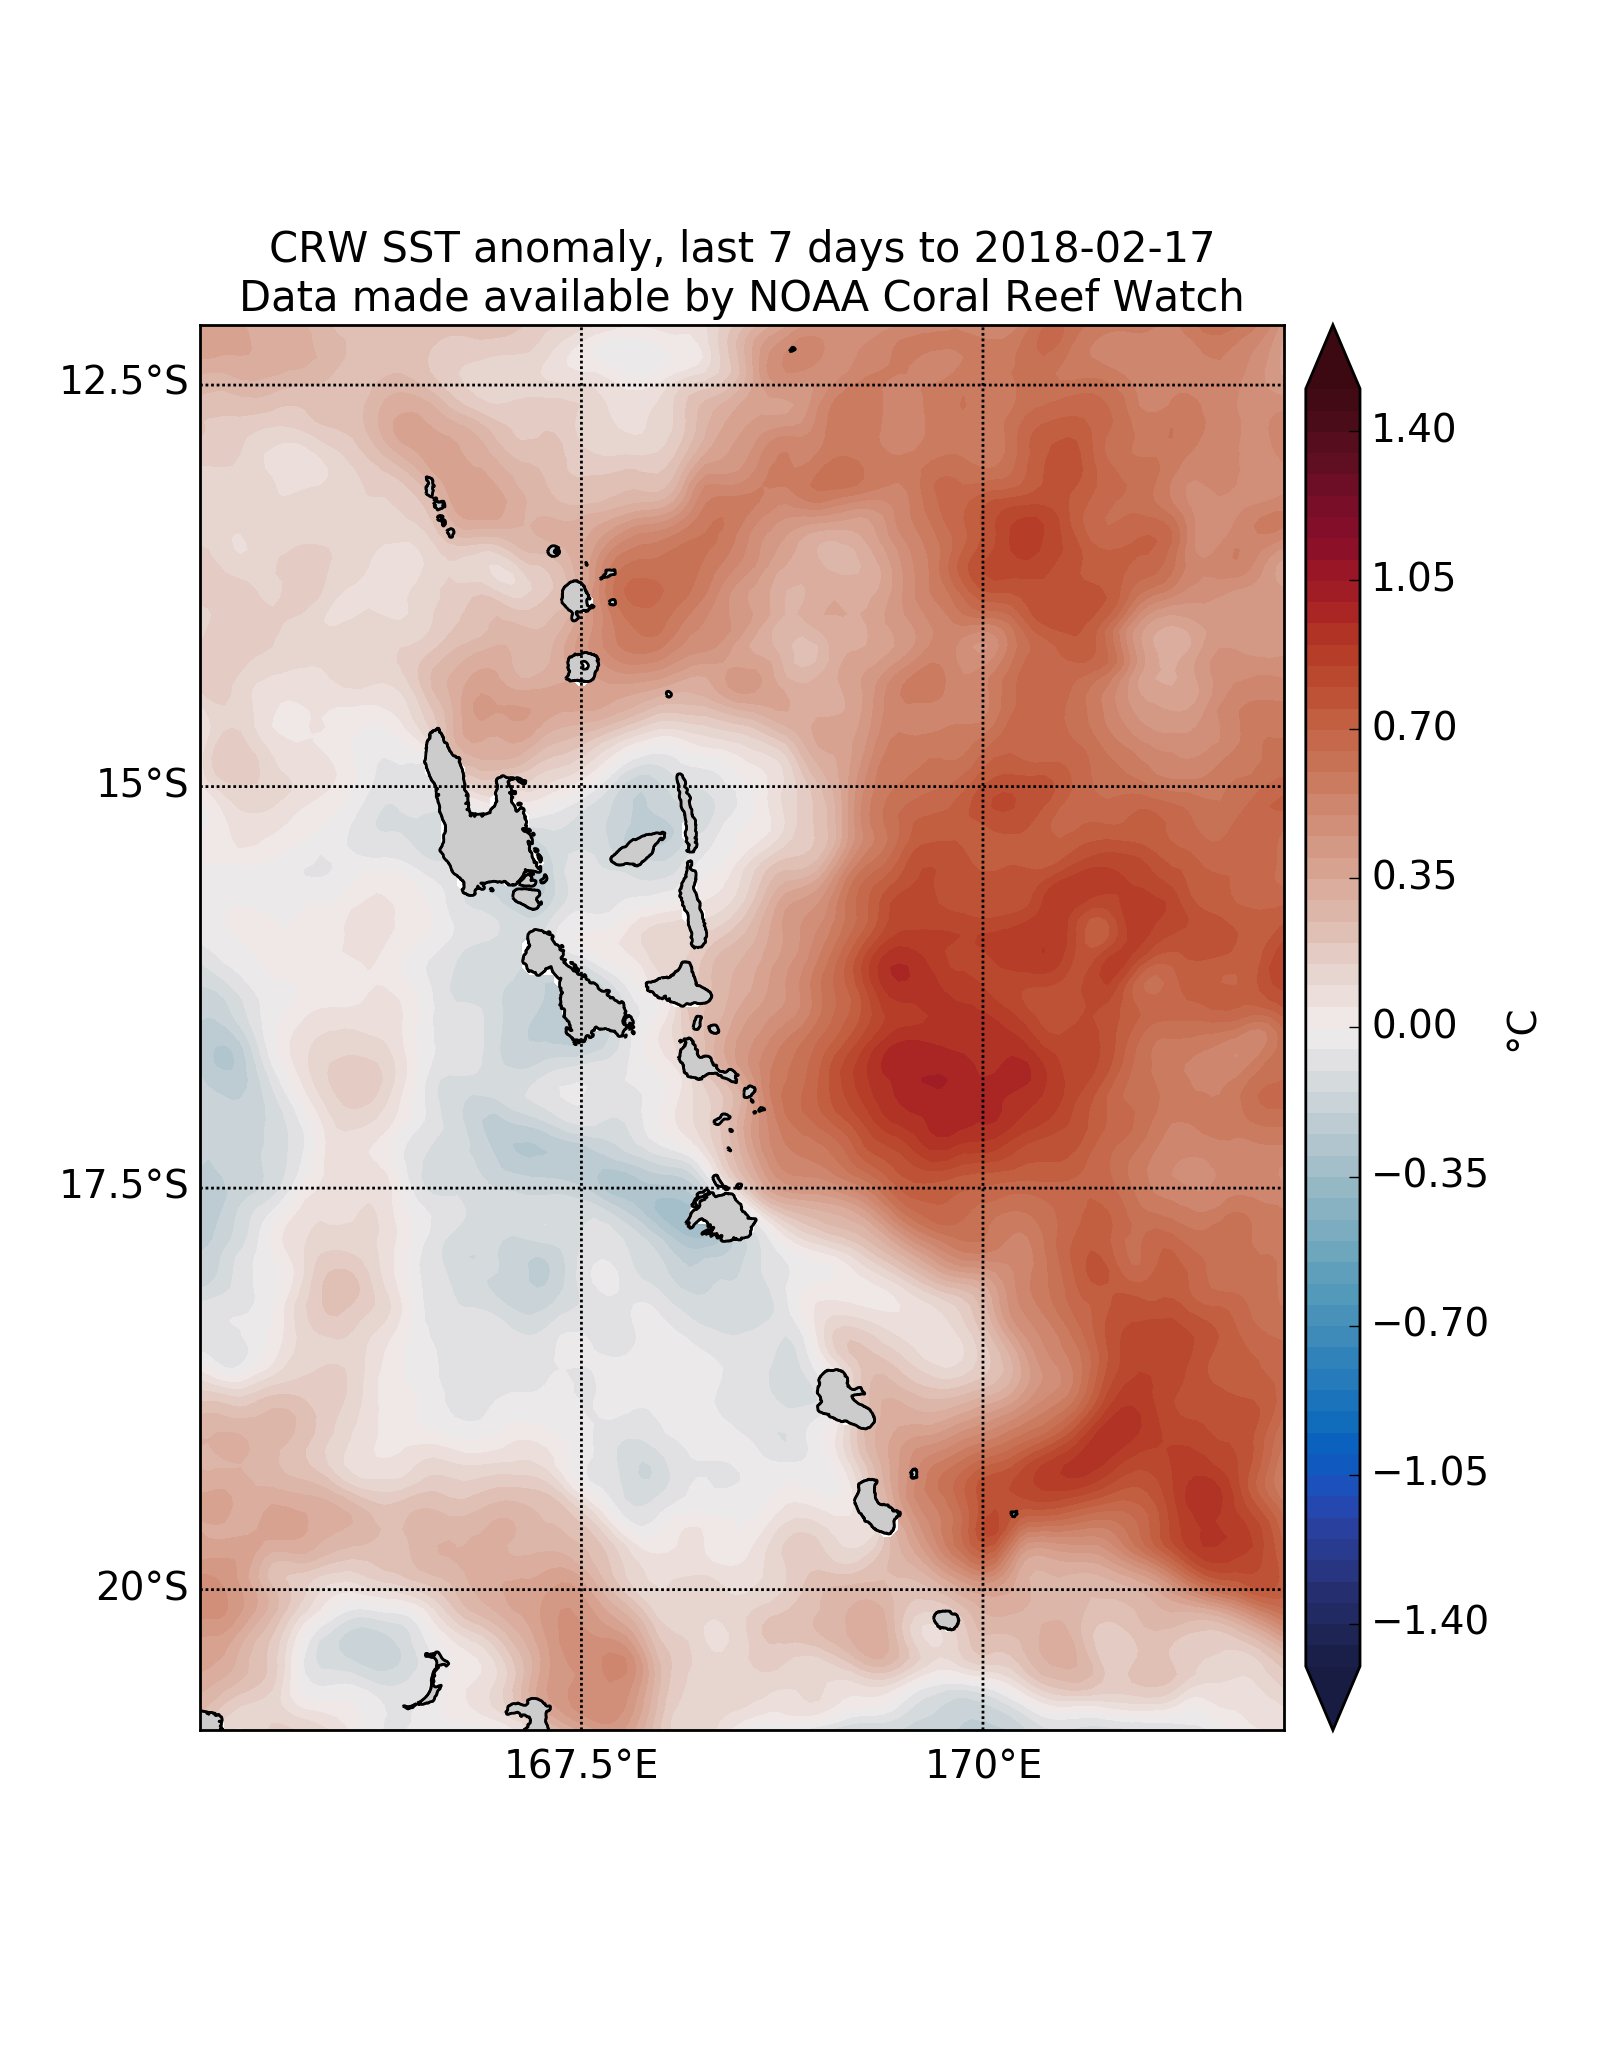 CRW SST anomaly, last 7 days to 2018-02-17
Data made available by NOAA Coral Reef Watch
12.5°S
15°S
17.5°S
20°S
167.5°E
170°E
1.40
1.05
0.70
0.35
0.00
−0.35
−0.70
−1.05
−1.40
°C